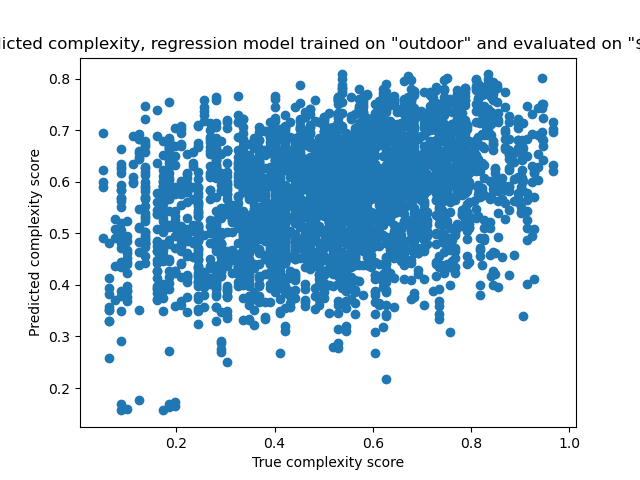 complexity, regression model trained on "outdoor" and evaluated on
0.8
0.7
0.6
0.5
0.4
0.3
0.2
Predicted complexity score
0.2 0.4 0.6 0.8 1.0
True complexity score